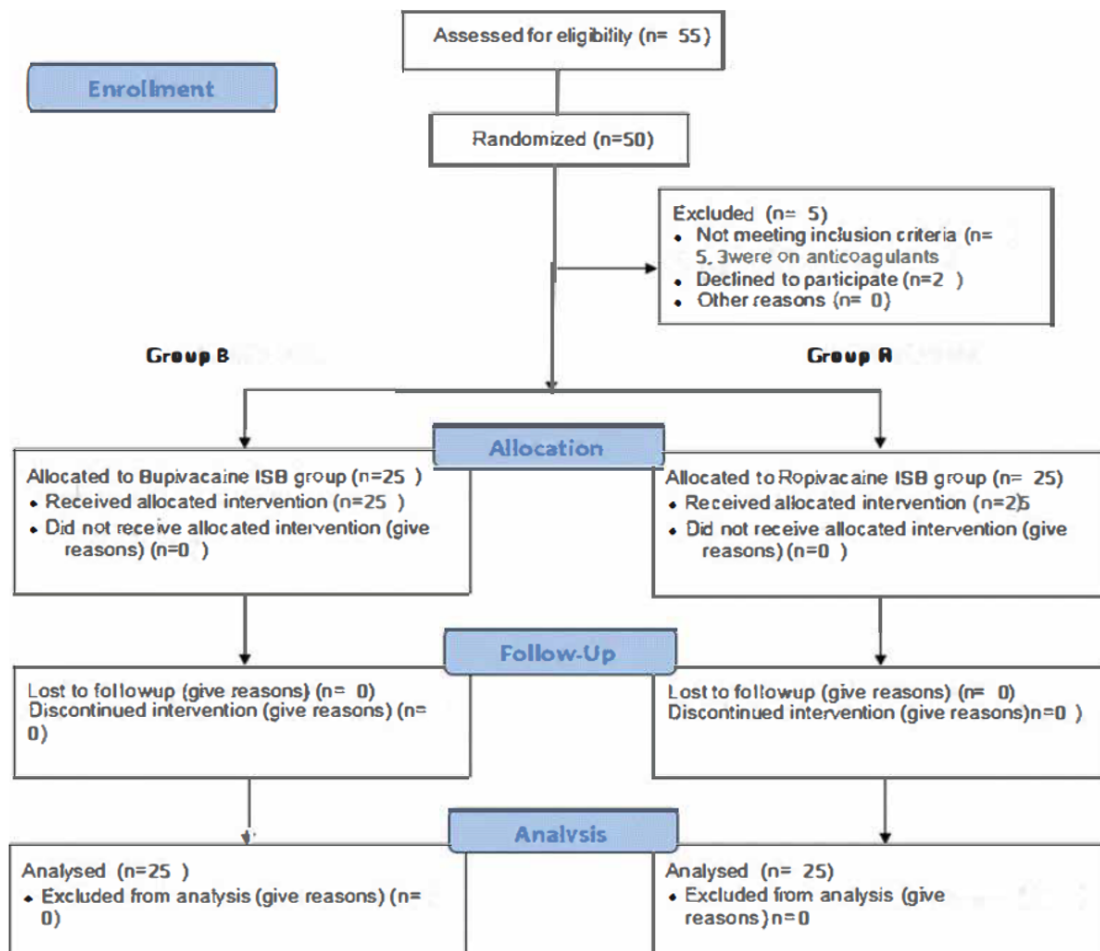 Assessed for eligibility (n= 55)
Enrollment
Randomized (n=50)
Excluded (n= 5)
• Not meeting inclusion criteria (n=
5, 3were on anticoagulants
• Declined to participate (n=2 )
• Other reasons (n= 0)
Group B
Group A
Allocation
Allocated to Bupivacaine ISB group (n=25 )
• Received allocated intervention (n=25 )
• Did not receive allocated intervention (give
reasons) (n=0 )
Allocated to Ropivacaine ISB group (n= 25)
• Received allocated intervention (n=2)5
• Did not receive allocated intervention (give
reasons) (n=0 )
Follow-Up
Lost to followup (give reasons) (n= 0)
Discontinued intervention (give reasons) (n=
0)
Lost to followup (give reasons) (n= 0)
Discontinued intervention (give reasons)n=0 )
Analysis
Analysed (n=25 )
• Excluded from analysis (give reasons) (n=
0)
Analysed (n= 25)
• Excluded from analysis (give
reasons) n=0